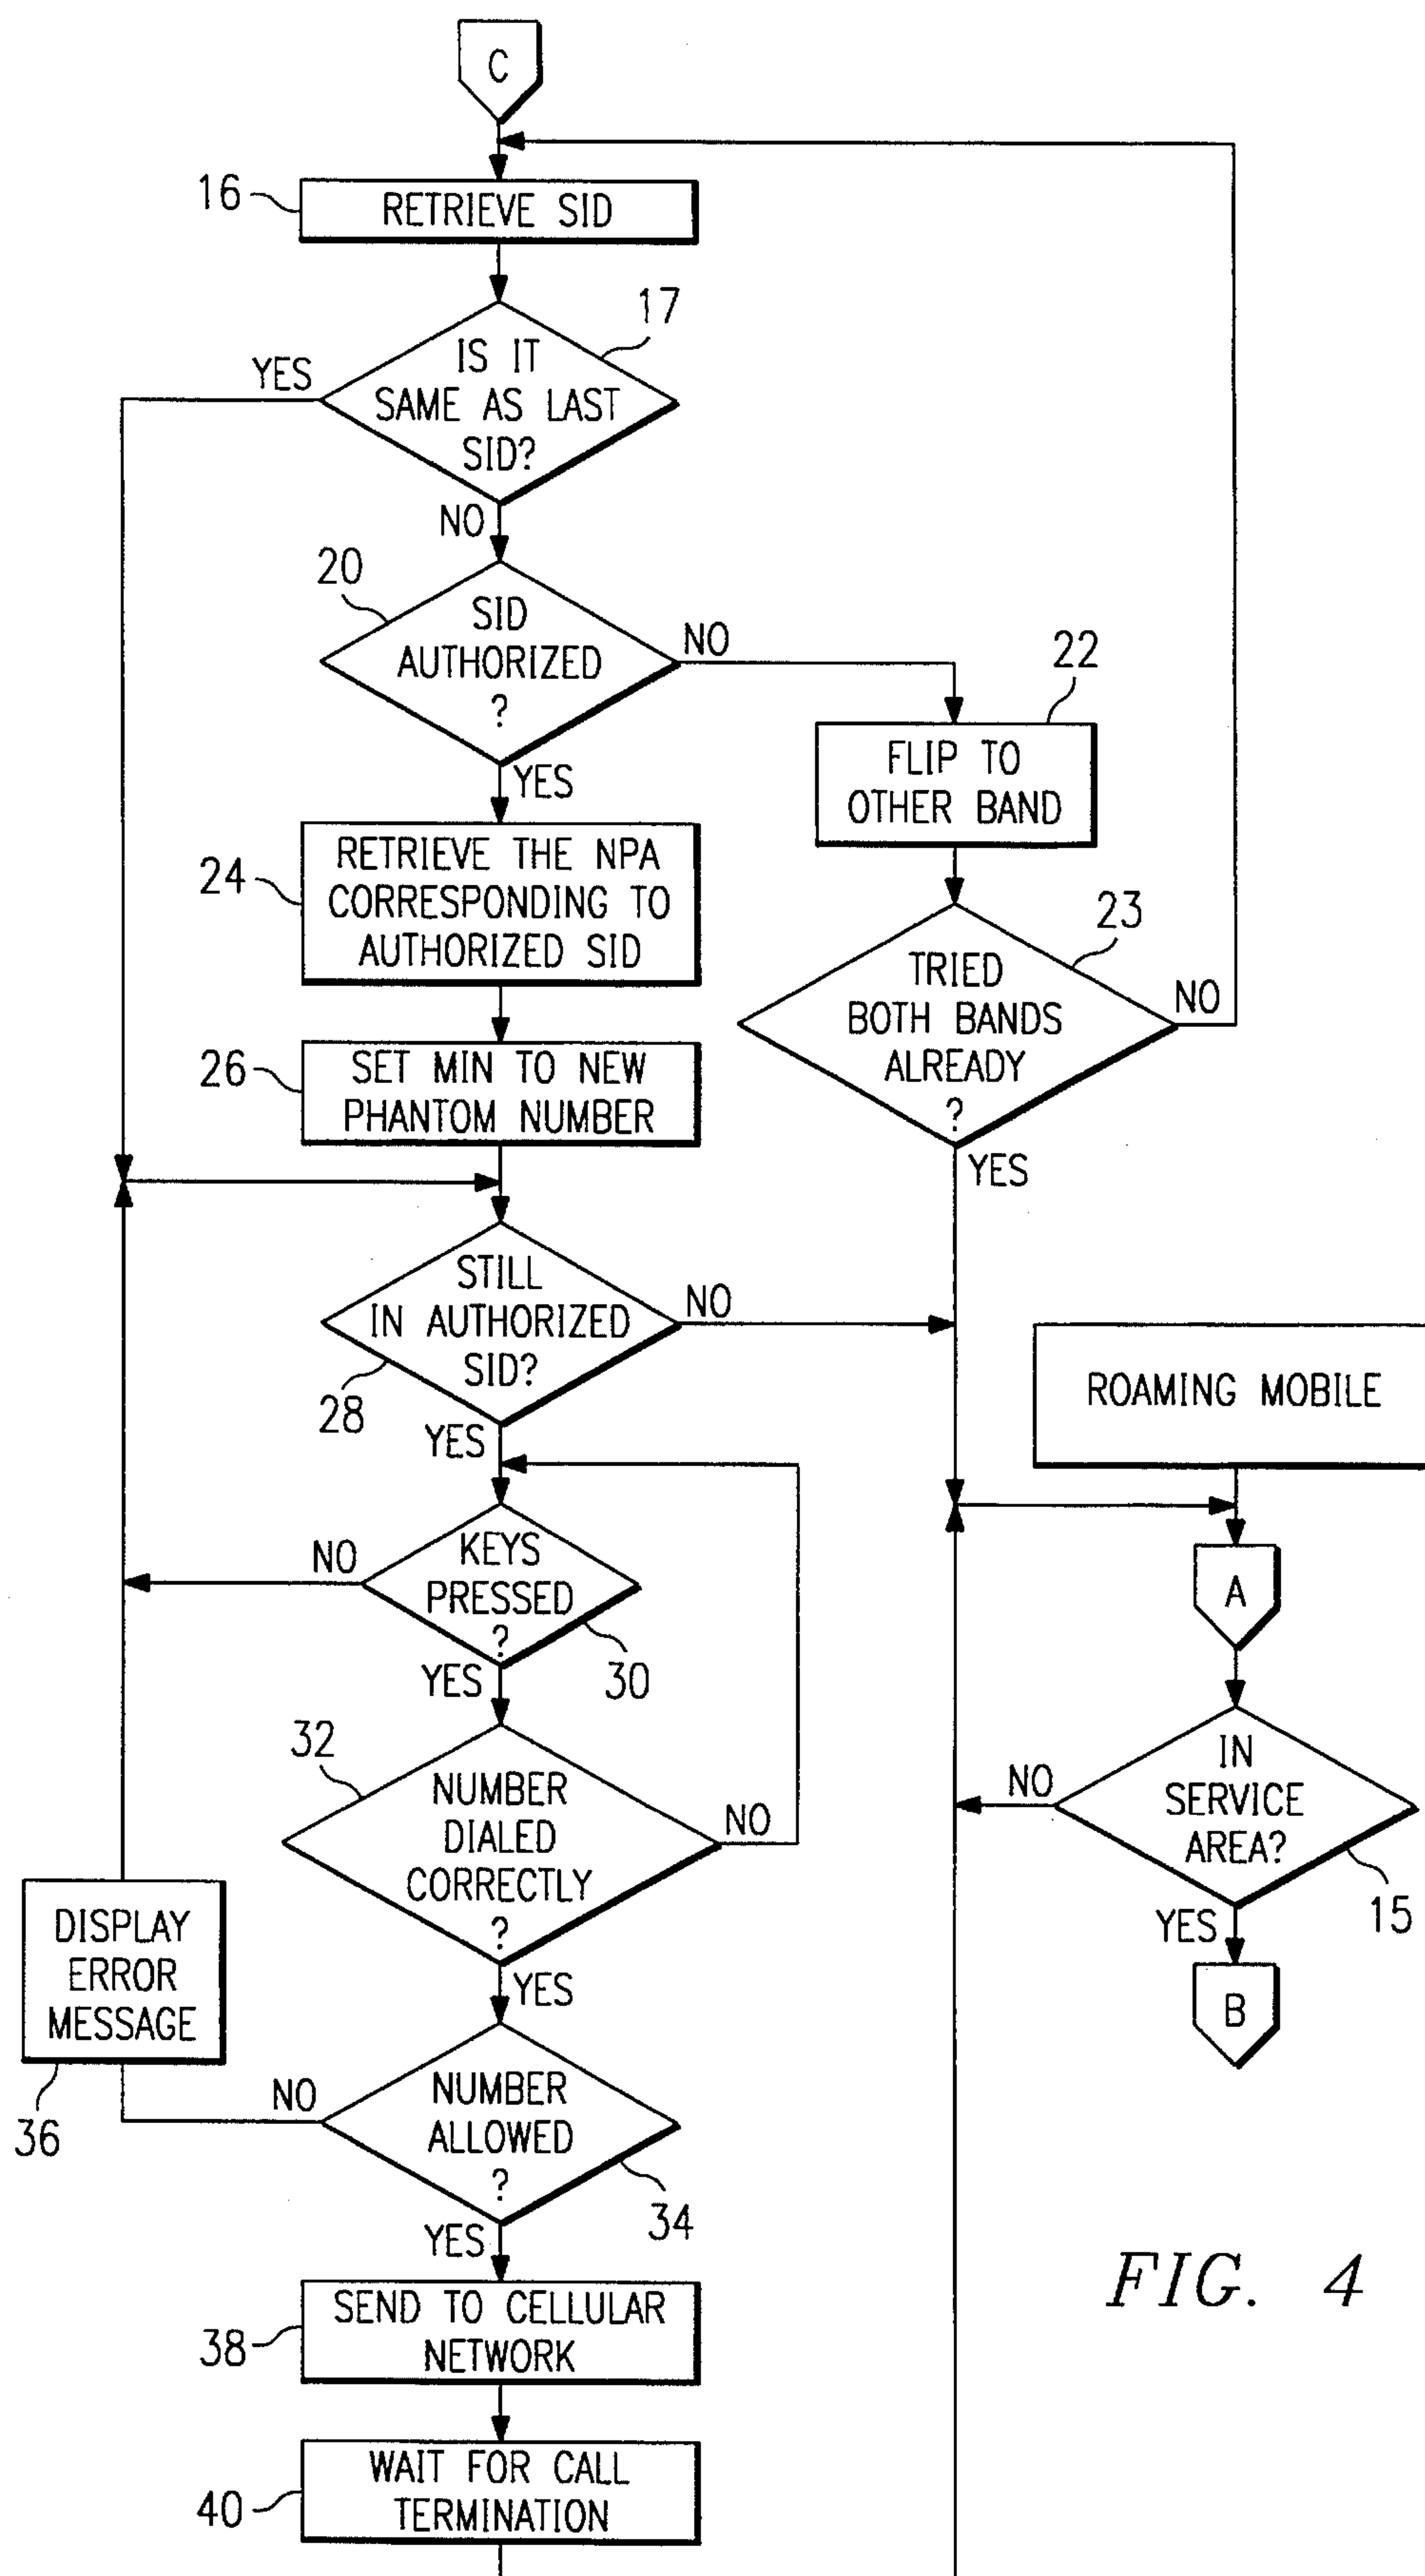 C
16
RETRIEVE SID
17
YES
IS IT
SAME AS LAST
SID?
NO
20
SID
AUTHORIZED
?
NO
22
YES
FLIP TO
OTHER BAND
24
RETRIEVE THE NPA
CORRESPONDING TO
AUTHORIZED SID
23
TRIED
BOTH BANDS
ALREADY
?
NO
26
SET MIN TO NEW
PHANTOM NUMBER
YES
STILL
IN AUTHORIZED
SID?
NO
28
YES
ROAMING MOBILE
KEYS
PRESSED
?
NO
30
YES
A
32
NUMBER
DIALED
CORRECTLY
?
NO
IN
SERVICE
AREA?
NO
15
YES
B
YES
DISPLAY
ERROR
MESSAGE
36
NO
NUMBER
ALLOWED
?
34
YES
38
SEND TO CELLULAR
NETWORK
FIG. 4
40
WAIT FOR CALL
TERMINATION